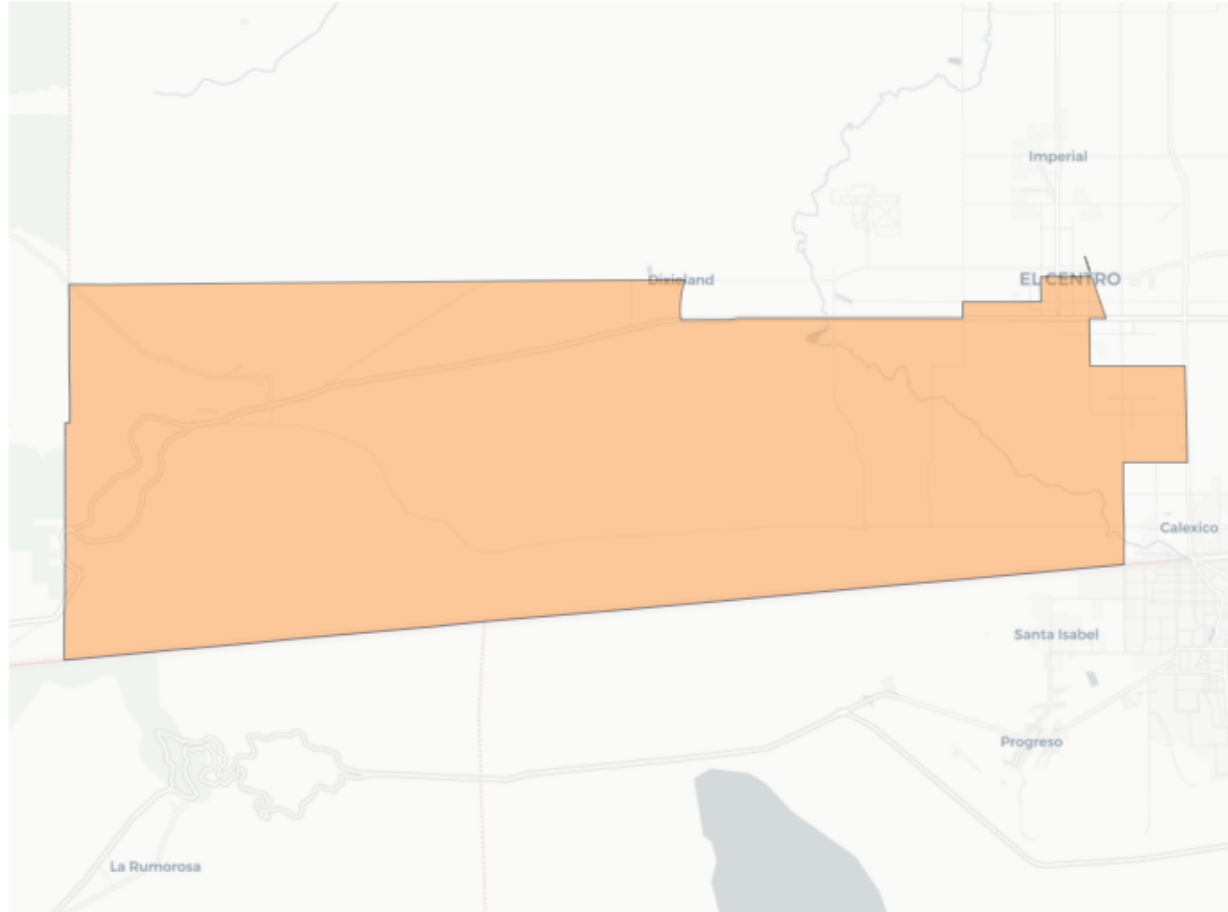 Imperial
Dixieland
EL CENTRO
Calexico
Santa Isabel
Progreso
La Rumorosa